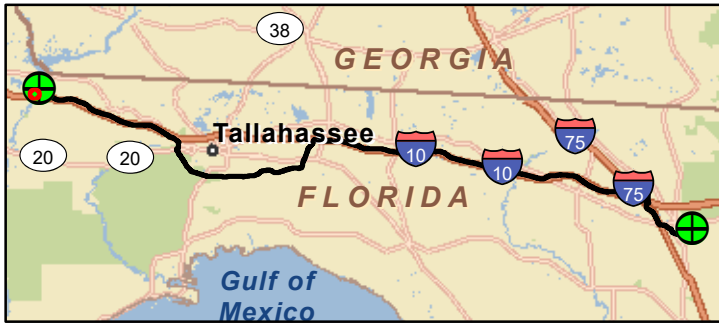 38
GEORGIA
75
Tallahassee
10
10
20
20
FLORIDA
75
Gulf of
Mexico